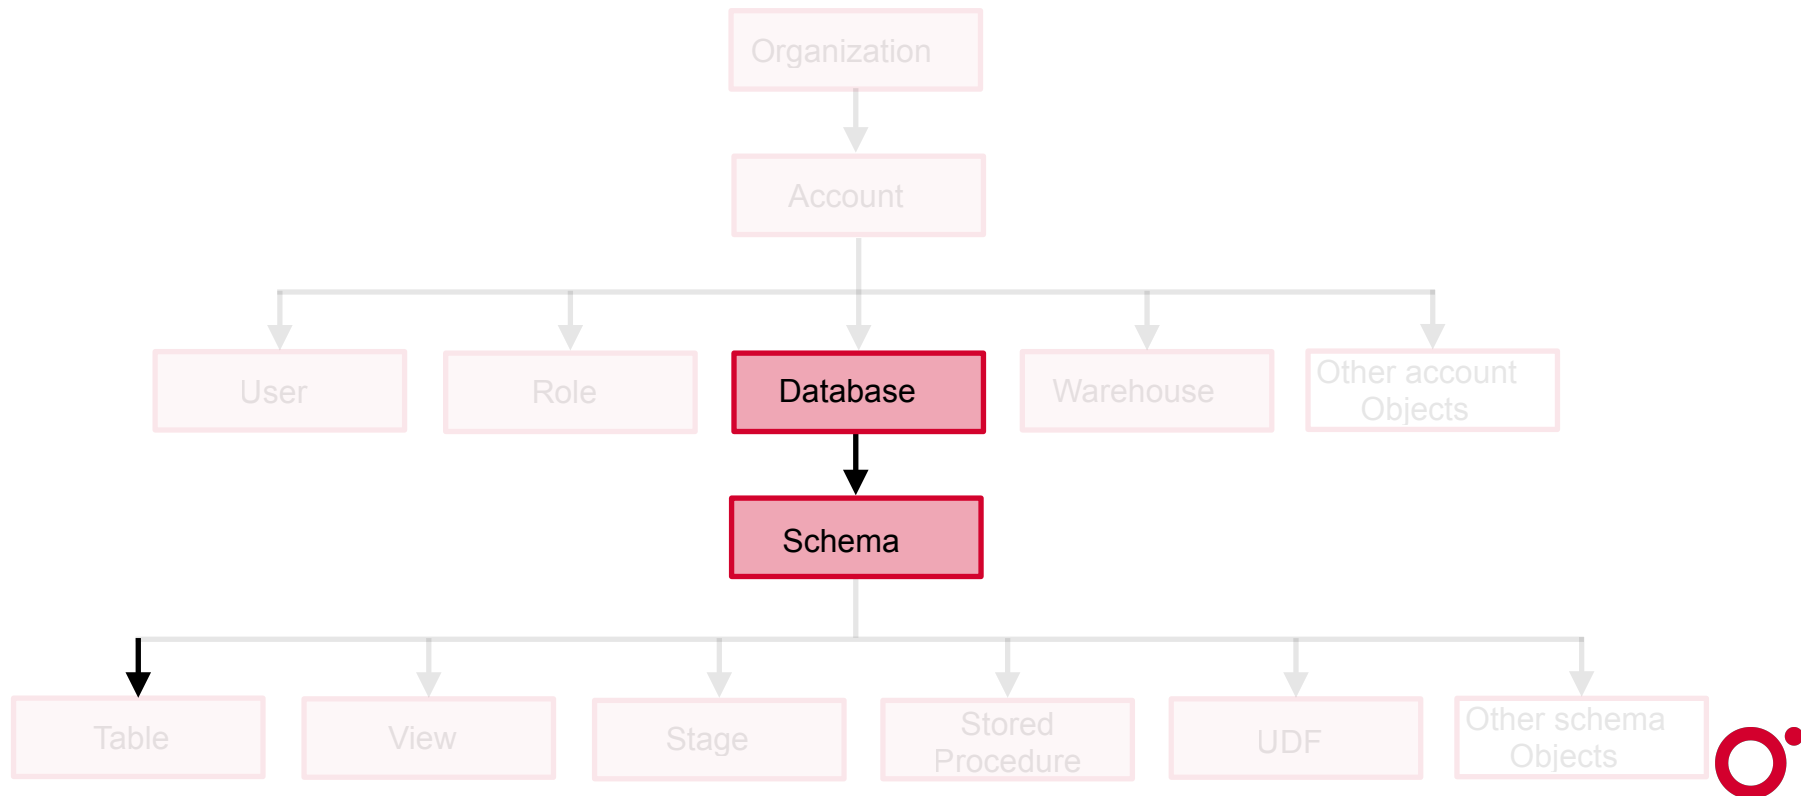 Organization
Account
User
Role
Database
Warehouse
Other account
Objects
Schema
Table
View
Stage
Stored
Procedure
UDF
Other schema
Objects